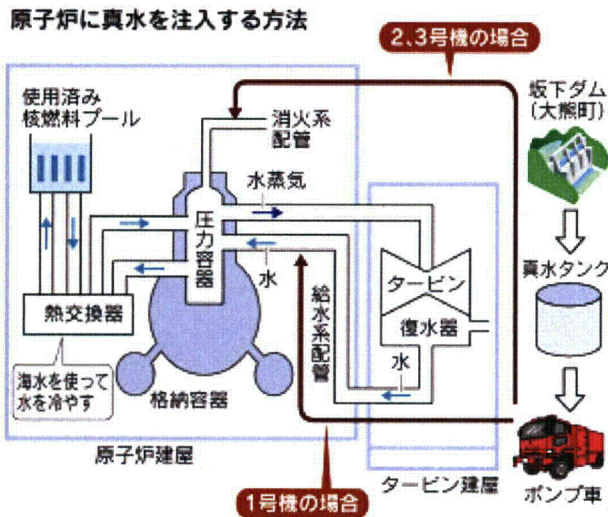 原子炉に真水を注入する方法
2、3号機の場合
使用済み
核燃料プール
消火系
配管
坂下ダム
(大熊町)
水蒸気
圧力容器
水
タービン
真水タンク
熱交換器
給水系配管
復水器
水
海水を使って
水を冷やす
格納容器
原子炉建屋
1号機の場合
タービン建屋
ポンプ車